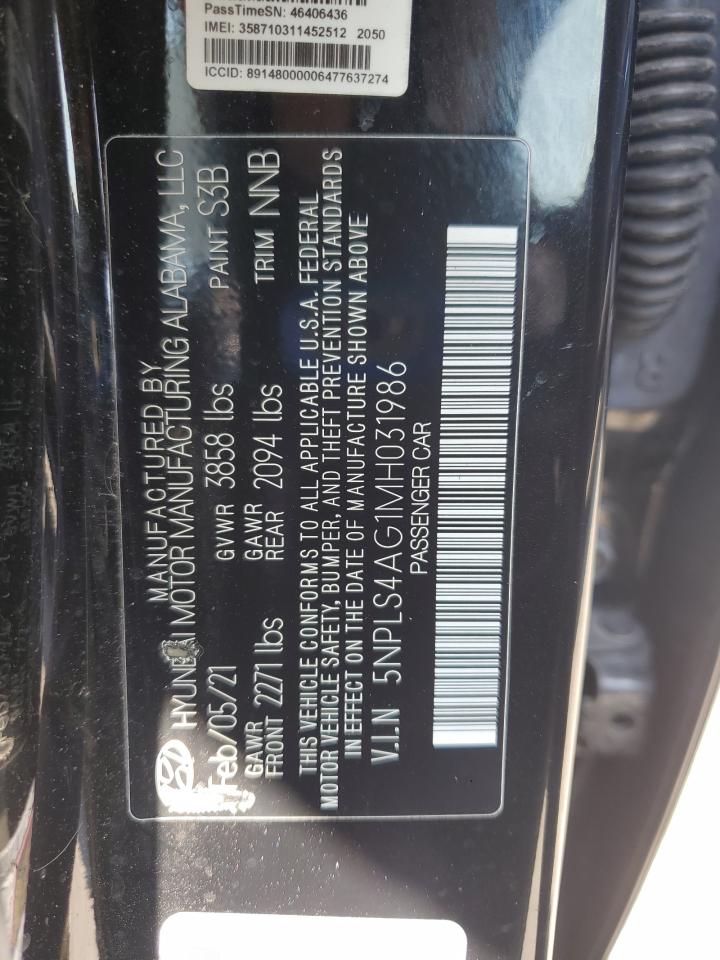 PassTimeSN: 46406436
IMEI: 358710311452512 2050
ICCID: 89148000006477637274
MANUFACTURED BY
HYUNDAI MOTOR MANUFACTURING ALABAMA, LLC
Feb/05/21 GVWR 3858 lbs PAINT S3B
GAWR FRONT 2271 lbs GAWR REAR 2094 lbs TRIM NNB
THIS VEHICLE CONFORMS TO ALL APPLICABLE U.S.A. FEDERAL
MOTOR VEHICLE SAFETY, BUMPER, AND THEFT PREVENTION STANDARDS
IN EFFECT ON THE DATE OF MANUFACTURE SHOWN ABOVE
V.I.N 5NPLS4AG1MH031986
PASSENGER CAR